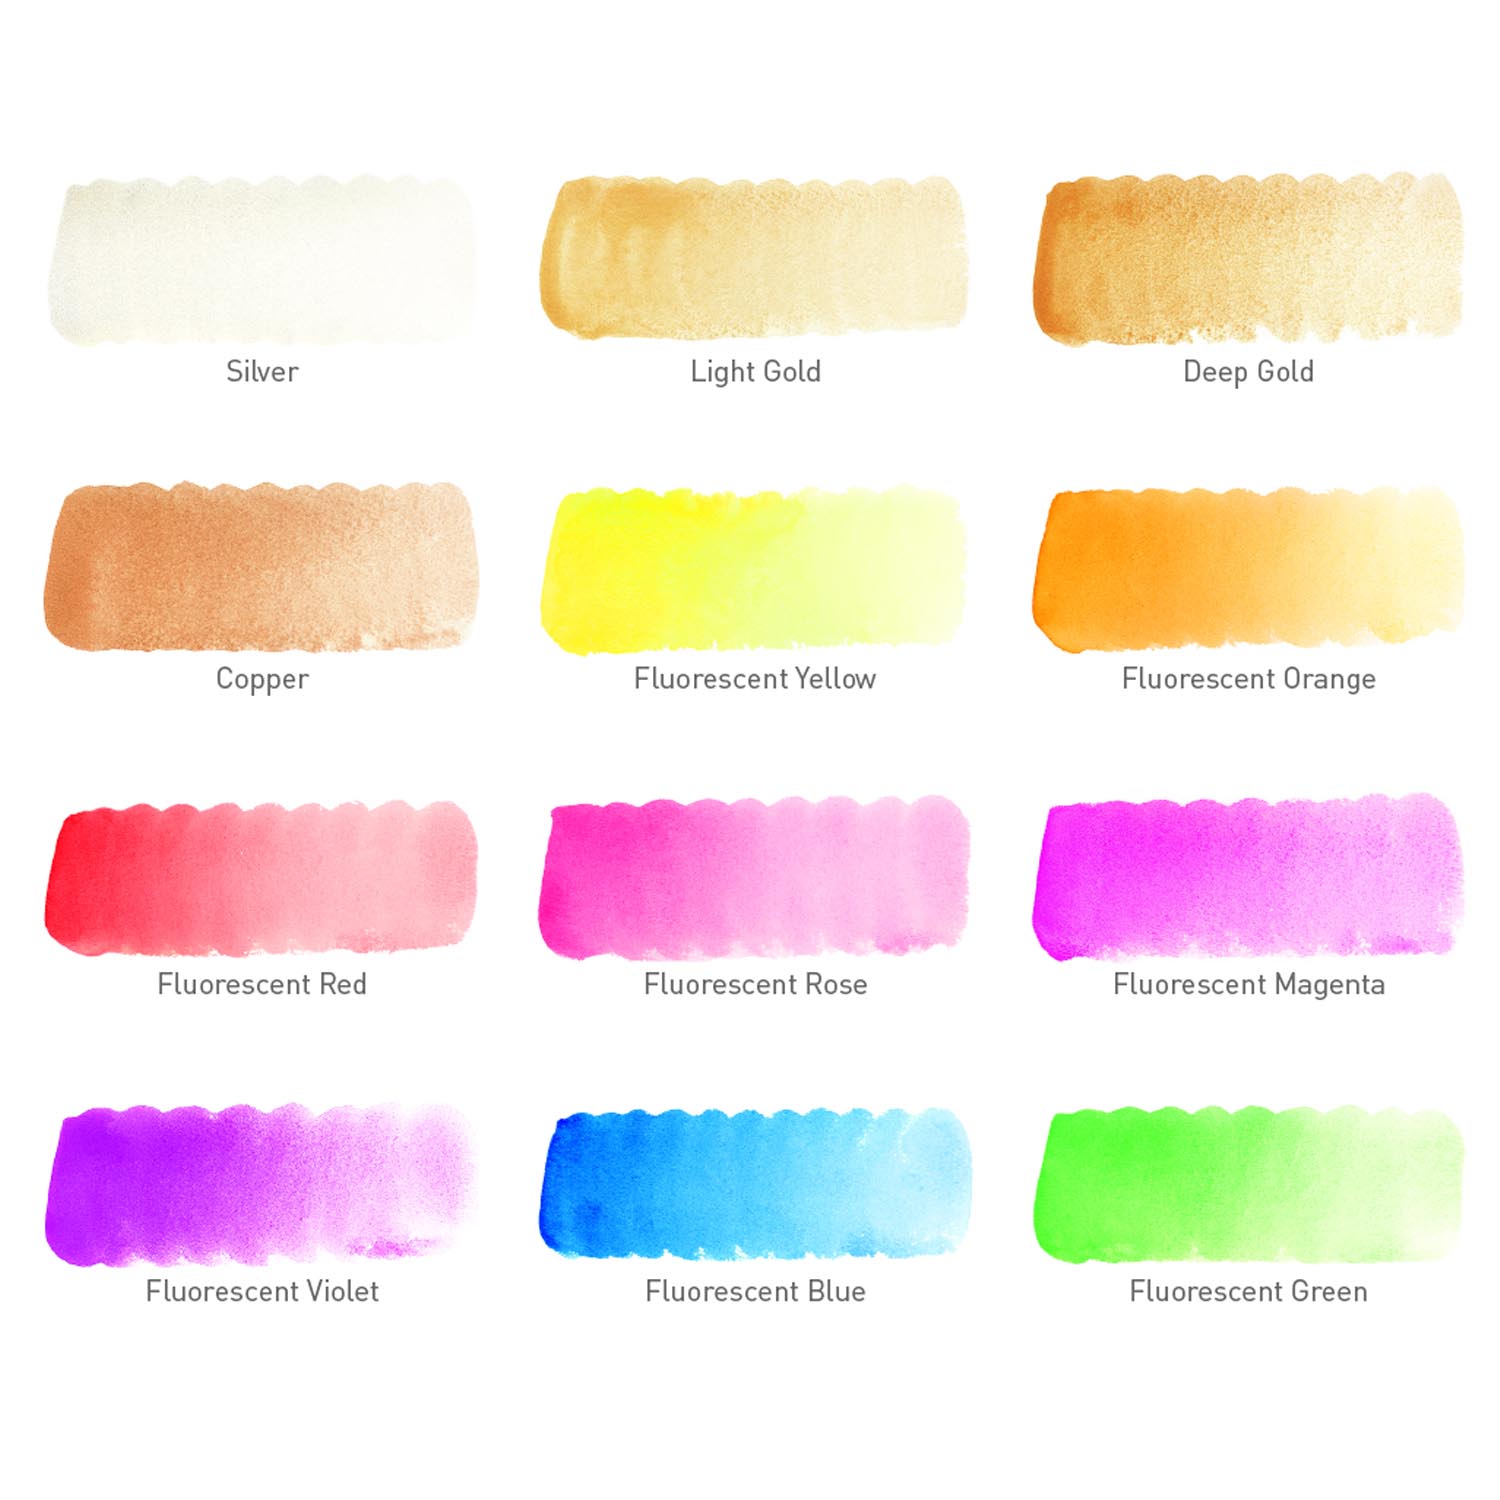 Silver
Light Gold
Deep Gold
Copper
Fluorescent Yellow
Fluorescent Orange
Fluorescent Red
Fluorescent Rose
Fluorescent Magenta
Fluorescent Violet
Fluorescent Blue
Fluorescent Green